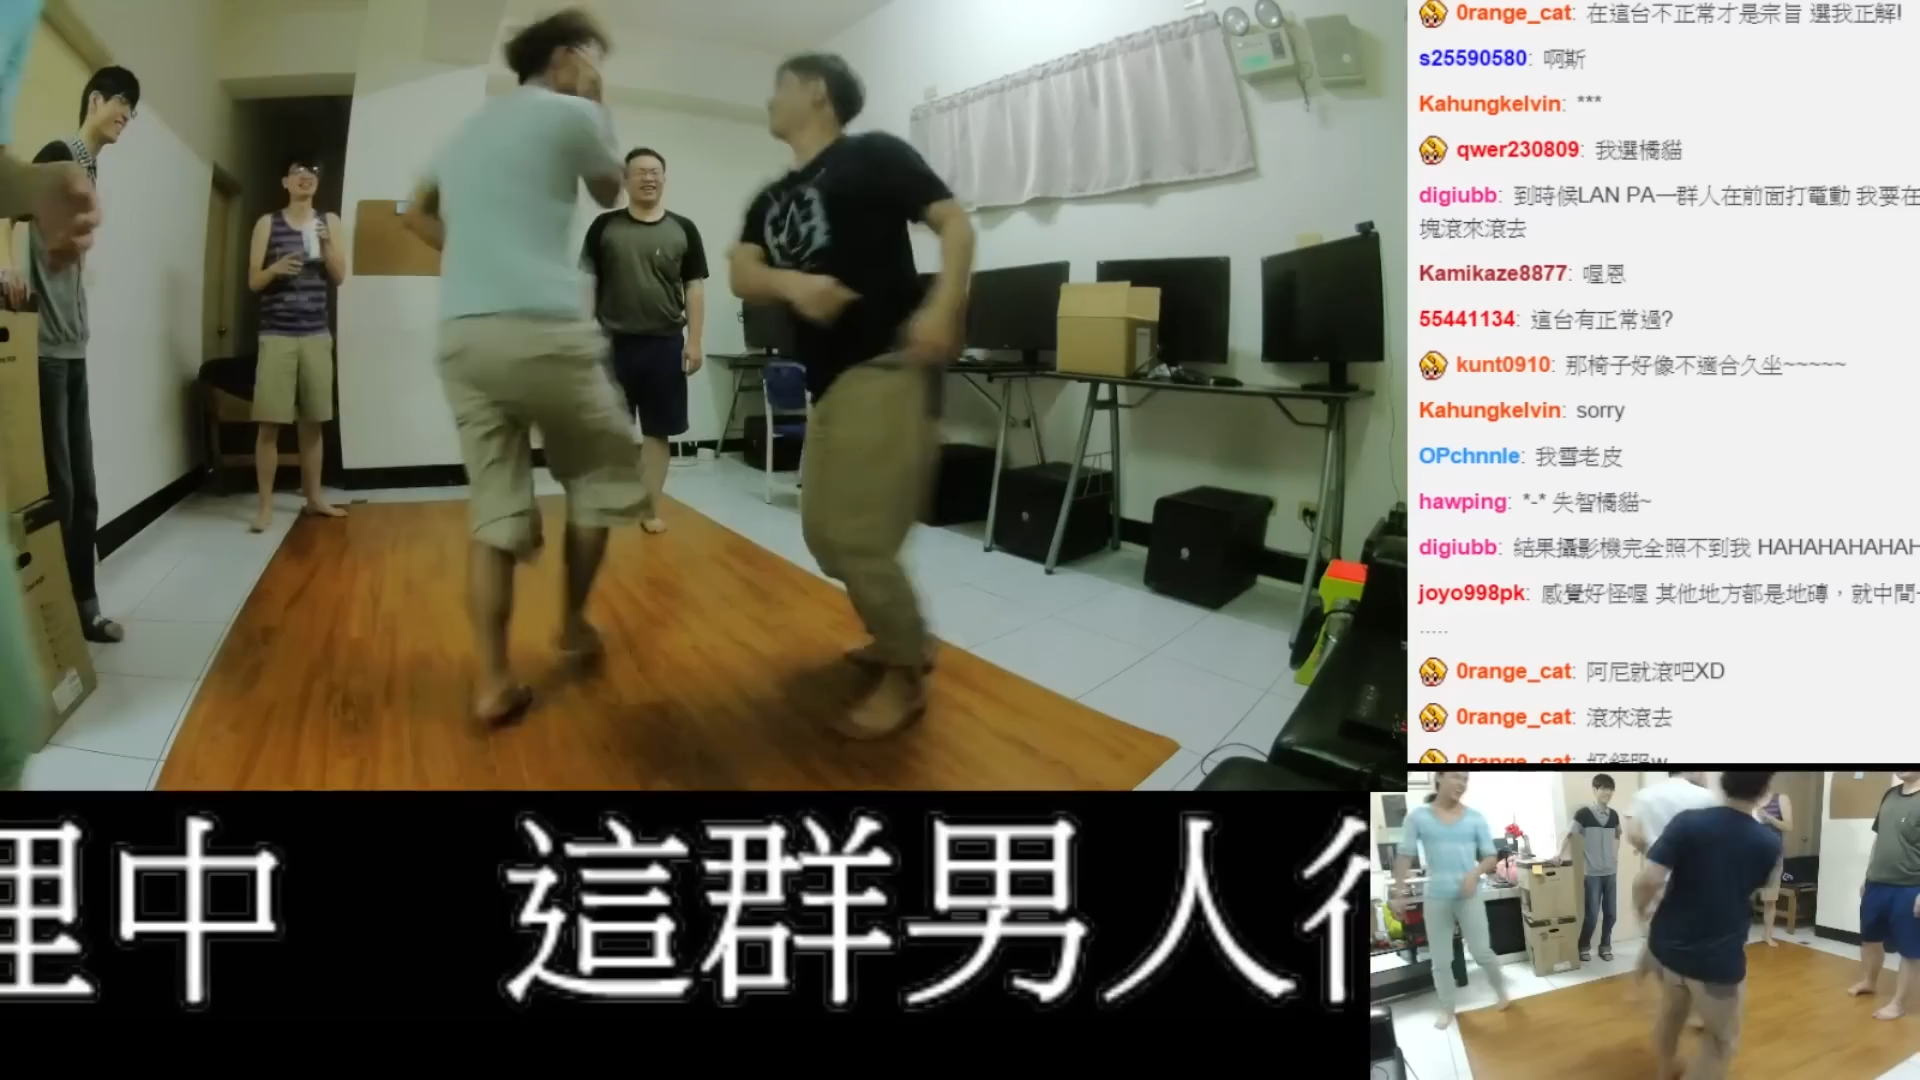 0range_cat: 在這台不正常才是宗旨 選我正解!
s25590580: 啊斯
Kahungkelvin: ***
qwer230809: 我選橘貓
digiubb: 到時候LAN PA一群人在前面打電動 我要在
塊滾來滾去
Kamikaze8877: 喔恩
55441134: 這台有正常過?
kunt0910: 那椅子好像不適合久坐~~~~~
Kahungkelvin: sorry
OPchnnle: 我雪老皮
hawping: *-* 失智橘貓~
digiubb: 結果攝影機完全照不到我 HAHAHAHAHAH
joyo998pk: 感覺好怪喔 其他地方都是地磚，就中間
.....
0range_cat: 阿尼就滾吧XD
0range_cat: 滾來滾去
0range_cat:
中 這群男人